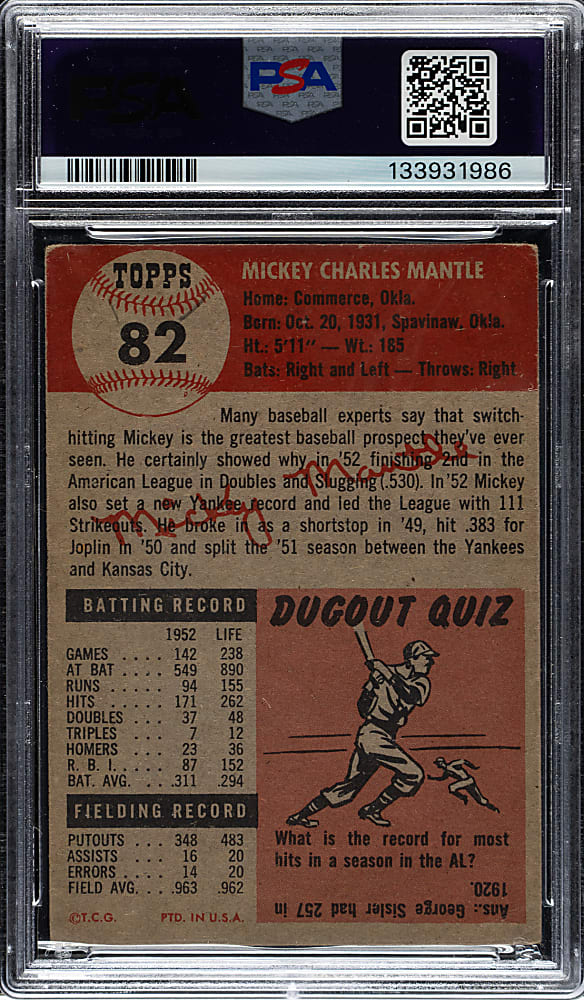 PSA
PSA
133931986
TOPPS
82
MICKEY CHARLES MANTLE
Home: Commerce, Okla.
Born: Oct. 20, 1931, Spavinaw, Okla.
Ht.: 5'11" — Wt.: 185
Bats: Right and Left — Throws: Right
Many baseball experts say that switch-
hitting Mickey is the greatest baseball prospect they've ever
seen. He certainly showed why in '52 finishing 2nd in the
American League in Doubles and Slugging (.530). In '52 Mickey
also set a new Yankee record and led the League with 111
Strikeouts. He broke in as a shortstop in '49, hit .383 for
Joplin in '50 and split the '51 season between the Yankees
and Kansas City.
Mickey Mantle
BATTING RECORD
1952 LIFE
GAMES .... 142 238
AT BAT .... 549 890
RUNS ..... 94 155
HITS ...... 171 262
DOUBLES .. 37 48
TRIPLES ... 7 12
HOMERS ... 23 36
R. B. I. ..... 87 152
BAT. AVG. ... .311 .294
FIELDING RECORD
PUTOUTS ... 348 483
ASSISTS .... 16 20
ERRORS .... 14 20
FIELD AVG. .. .963 .962
©T.C.G. PTD. IN U.S.A.
DUGOUT QUIZ
What is the record for most
hits in a season in the AL?
Ans.: George Sisler had 257 in
1920.